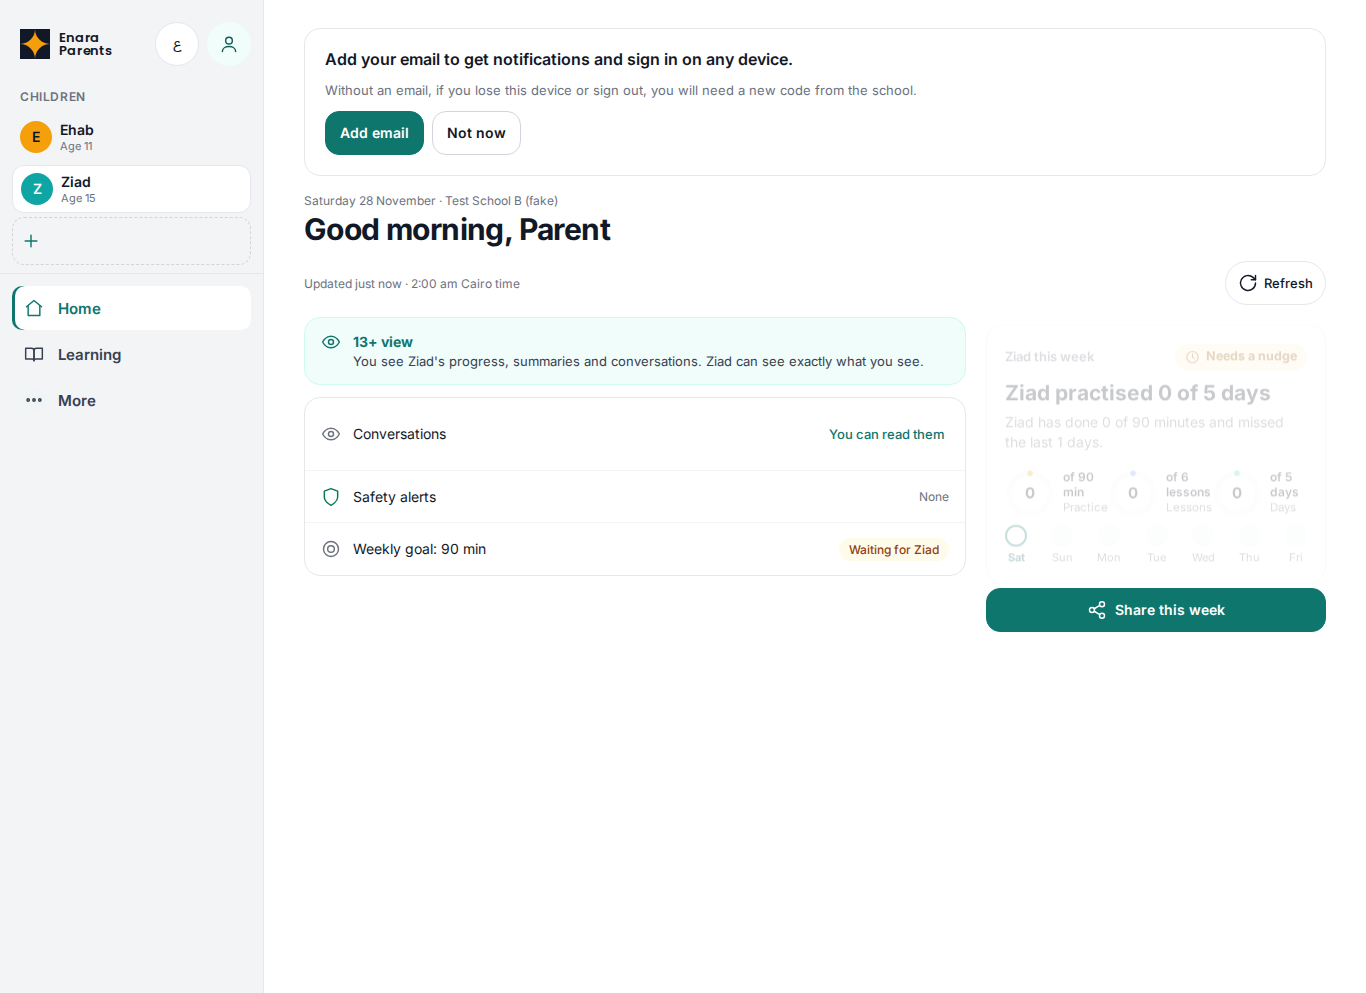 Enara
Parents
ع
CHILDREN
E
Ehab
Age 11
Z
Ziad
Age 15
Home
Learning
More
Add your email to get notifications and sign in on any device.
Without an email, if you lose this device or sign out, you will need a new code from the school.
Add email
Not now
Saturday 28 November · Test School B (fake)
Good morning, Parent
Updated just now · 2:00 am Cairo time
Refresh
13+ view
You see Ziad's progress, summaries and conversations. Ziad can see exactly what you see.
Conversations
You can read them
Safety alerts
None
Weekly goal: 90 min
Waiting for Ziad
Ziad this week
Needs a nudge
Ziad practised 0 of 5 days
Ziad has done 0 of 90 minutes and missed
the last 1 days.
0
of 90
min
Practice
0
of 6
lessons
Lessons
0
of 5
days
Days
Sat
Sun
Mon
Tue
Wed
Thu
Fri
Share this week